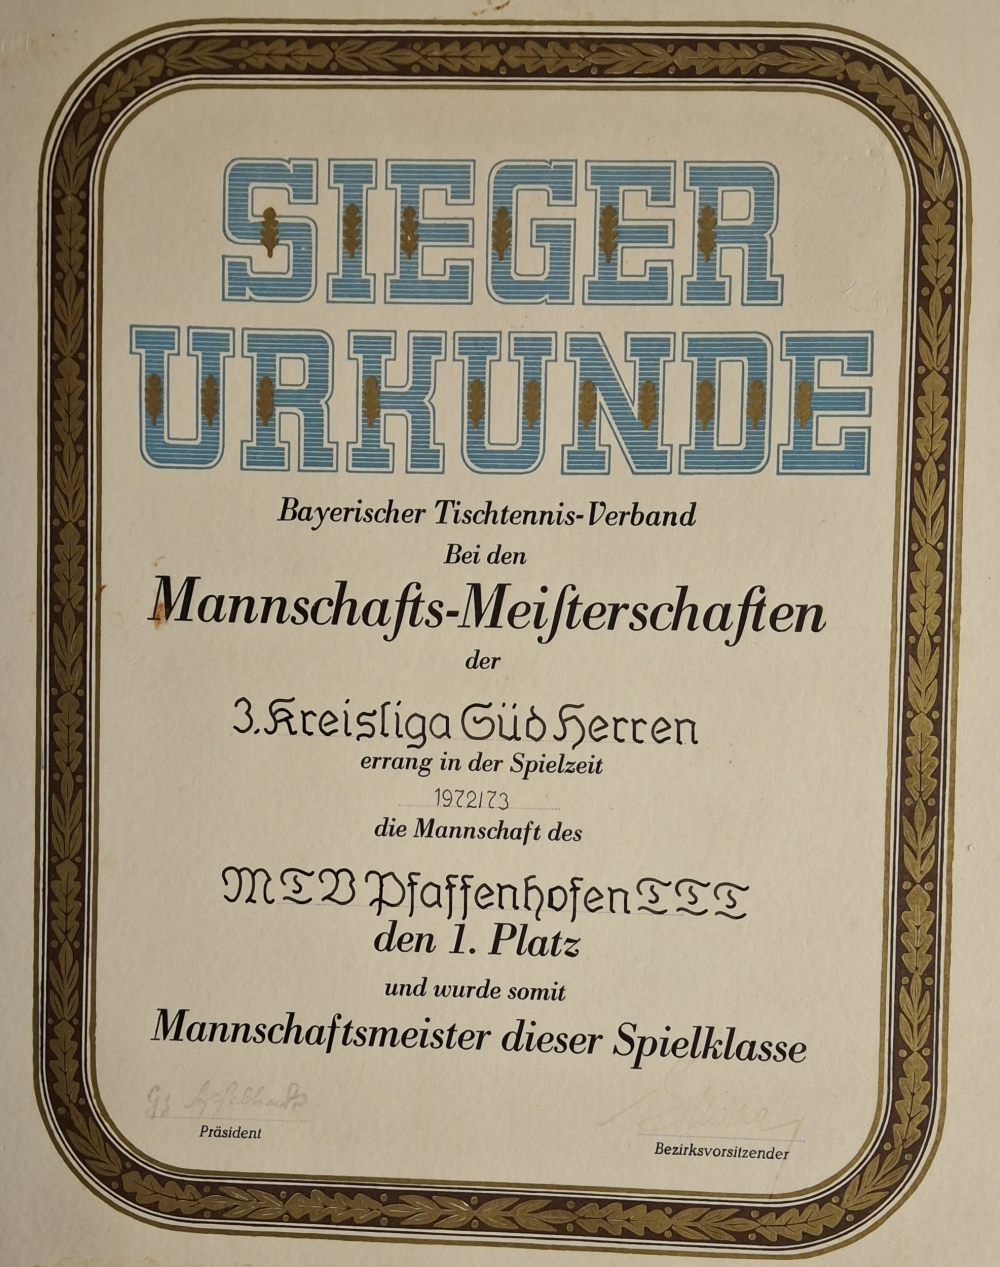 SIEGER
URKUNDE
Bayerischer Tischtennis-Verband
Bei den
Mannschafts-Meiſterschaften
der
3. Kreisliga Süd Herren
errang in der Spielzeit
1972/73
die Mannschaft des
MTV Pfaffenhofen TTT
den 1. Platz
und wurde somit
Mannschaftsmeister dieser Spielklasse
Präsident
Bezirksvorsitzender